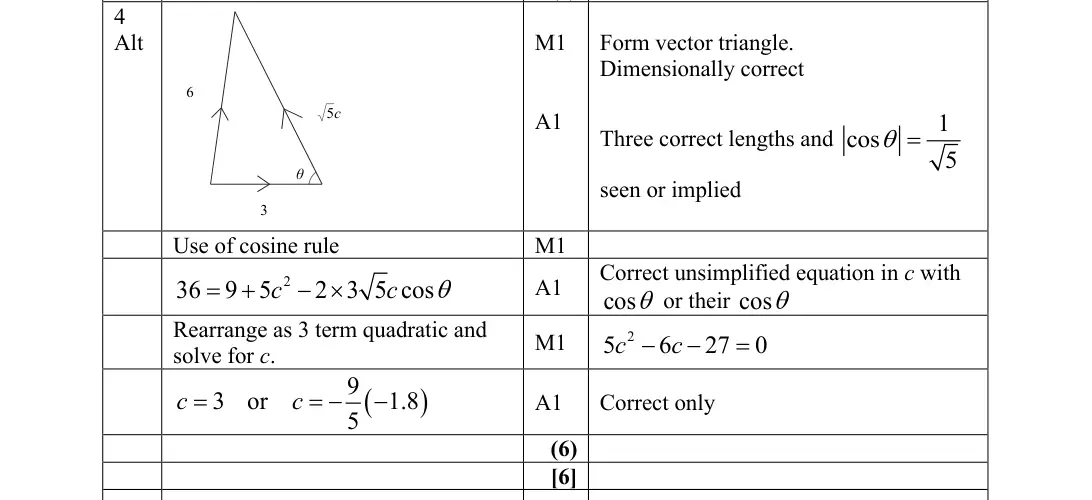 4
Alt
6
√5c
θ
3
M1
Form vector triangle.
Dimensionally correct
A1
Three correct lengths and |cos θ| = 1/√5
seen or implied
Use of cosine rule
M1
36 = 9 + 5c² − 2 × 3√5c cos θ
A1
Correct unsimplified equation in c with
cos θ or their cos θ
Rearrange as 3 term quadratic and
solve for c.
M1
5c² − 6c − 27 = 0
c = 3 or c = −9/5 (−1.8)
A1
Correct only
(6)
[6]